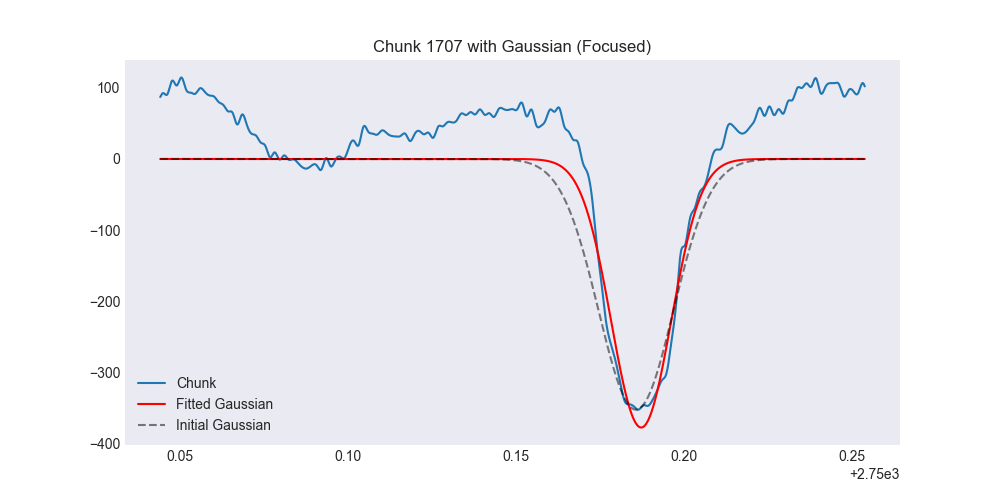 Chunk 1707 with Gaussian (Focused)
100
0
−100
−200
−300
−400
Chunk
Fitted Gaussian
Initial Gaussian
0.05 0.10 0.15 0.20 0.25
+2.75e3